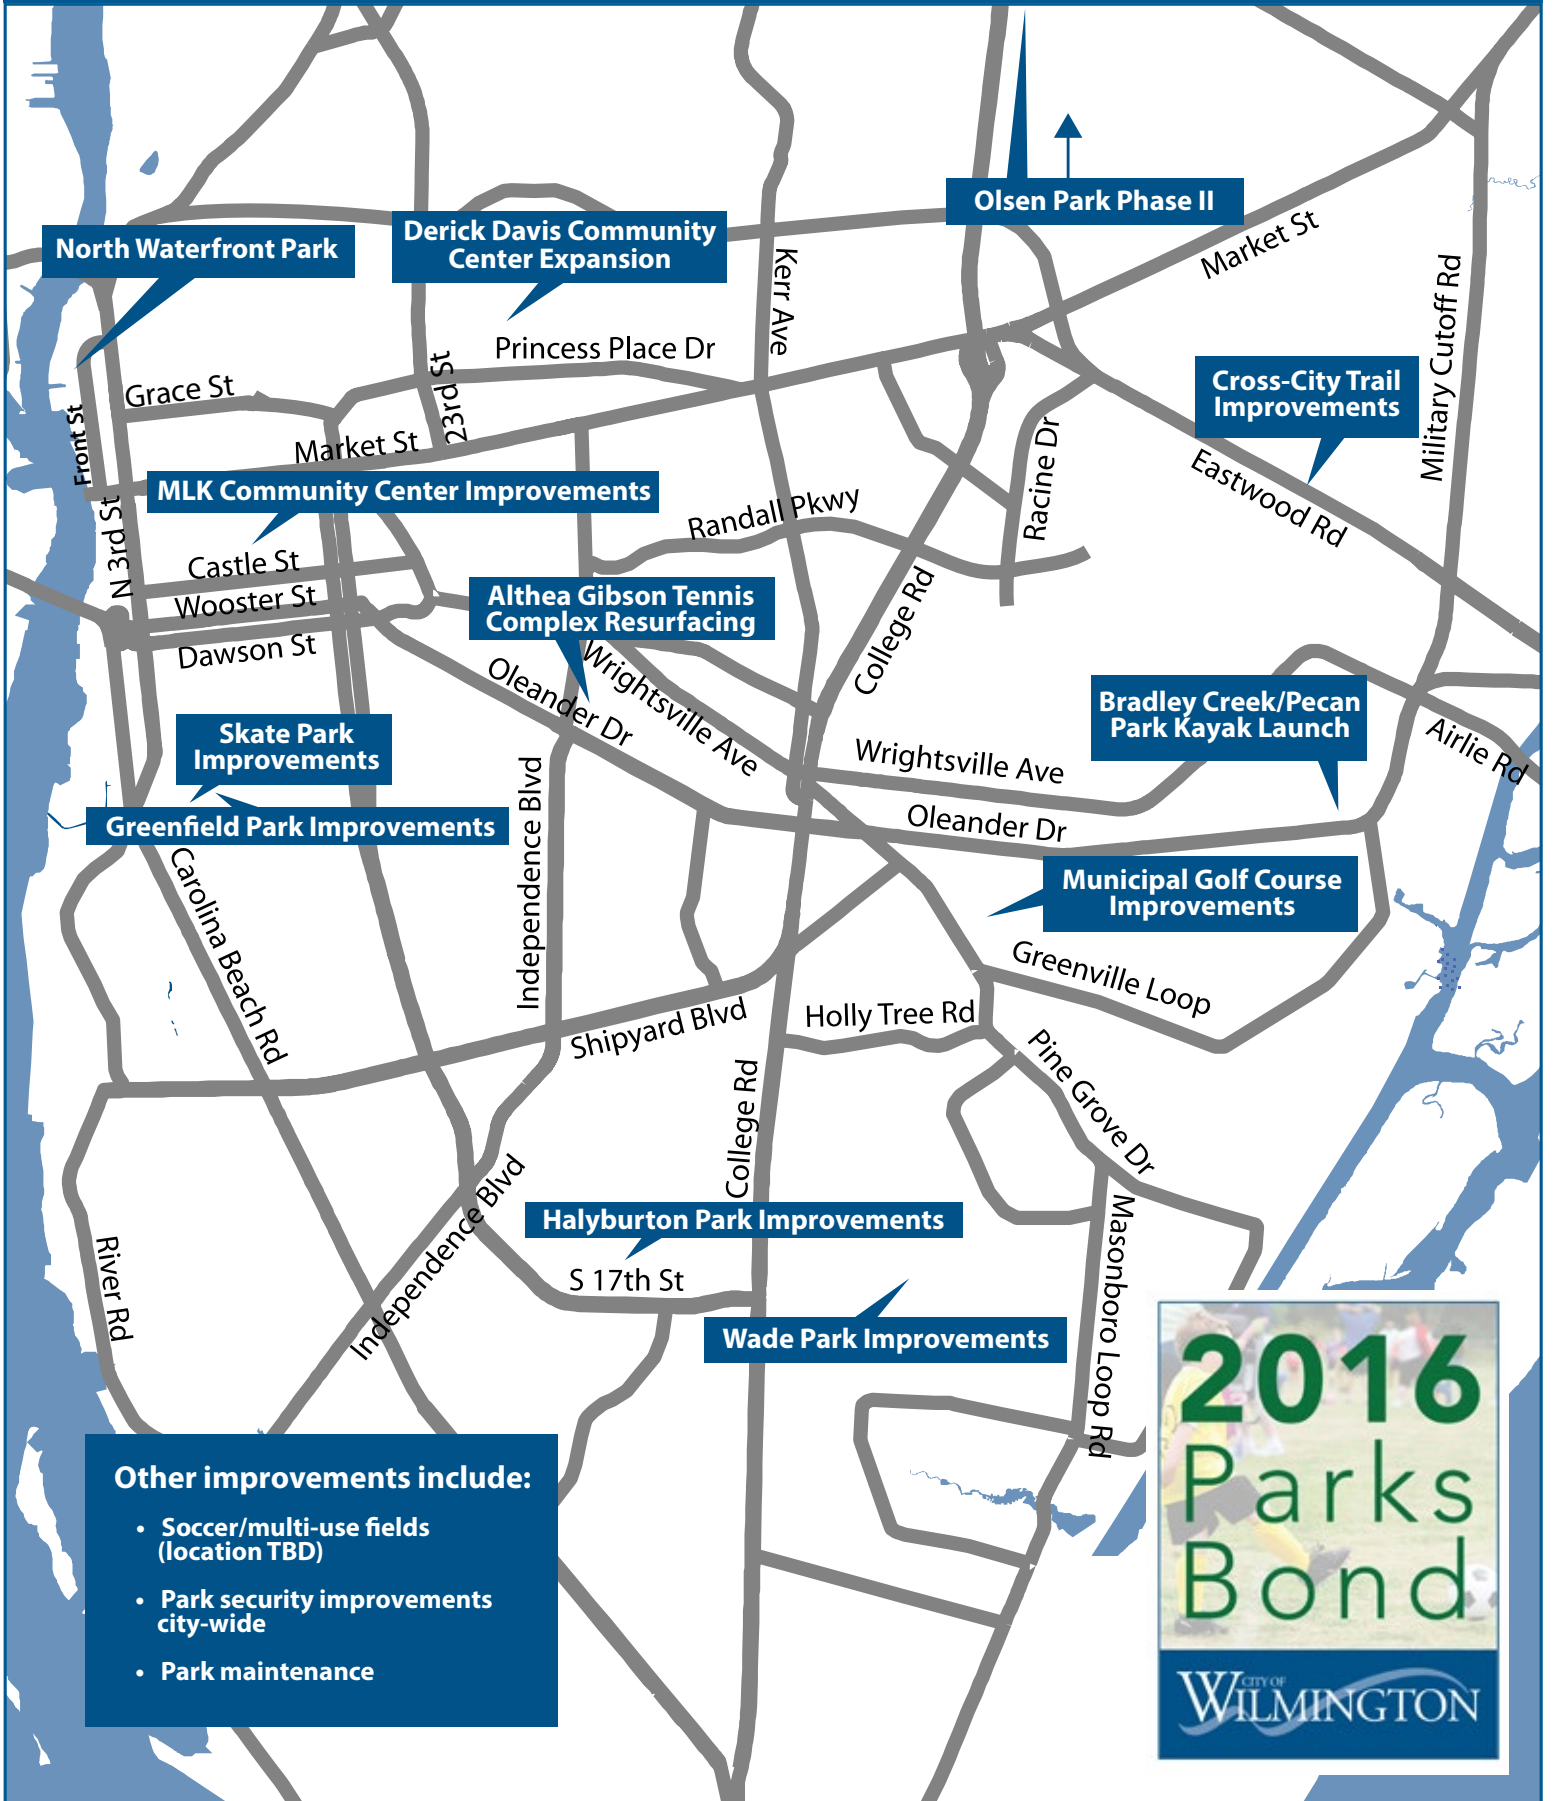 Olsen Park Phase II
North Waterfront Park
Derick Davis Community
Center Expansion
Market St
Kerr Ave
Military Cutoff Rd
Princess Place Dr
23rd St
Grace St
Front St
Cross-City Trail
Improvements
Market St
Racine Dr
Eastwood Rd
MLK Community Center Improvements
N 3rd St
Randall Pkwy
Castle St
Wooster St
Dawson St
Althea Gibson Tennis
Complex Resurfacing
College Rd
Oleander Dr
Wrightsville Ave
Bradley Creek/Pecan
Park Kayak Launch
Airlie Rd
Skate Park
Improvements
Wrightsville Ave
Independence Blvd
Greenfield Park Improvements
Oleander Dr
Carolina Beach Rd
Municipal Golf Course
Improvements
Greenville Loop
Shipyard Blvd
Holly Tree Rd
Pine Grove Dr
College Rd
Independence Blvd
Halyburton Park Improvements
Masonboro Loop Rd
River Rd
S 17th St
Wade Park Improvements
Other improvements include:
• Soccer/multi-use fields
(location TBD)
• Park security improvements
city-wide
• Park maintenance
2016
Parks
Bond
CITY OF
WILMINGTON